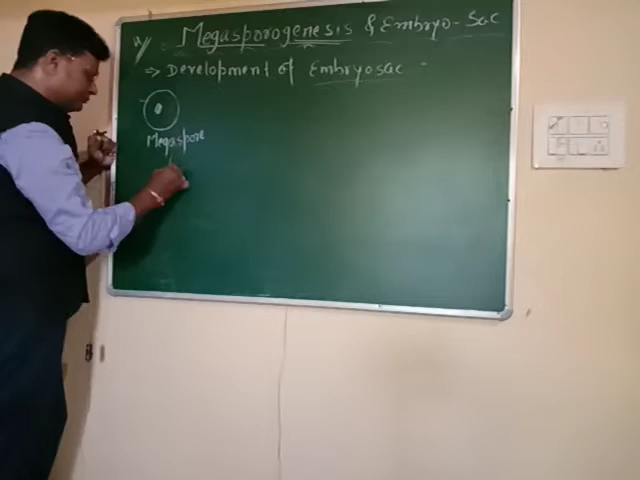 Megasporogenesis & Embryo-Sac
⇒ Development of Embryosac -
Megaspore